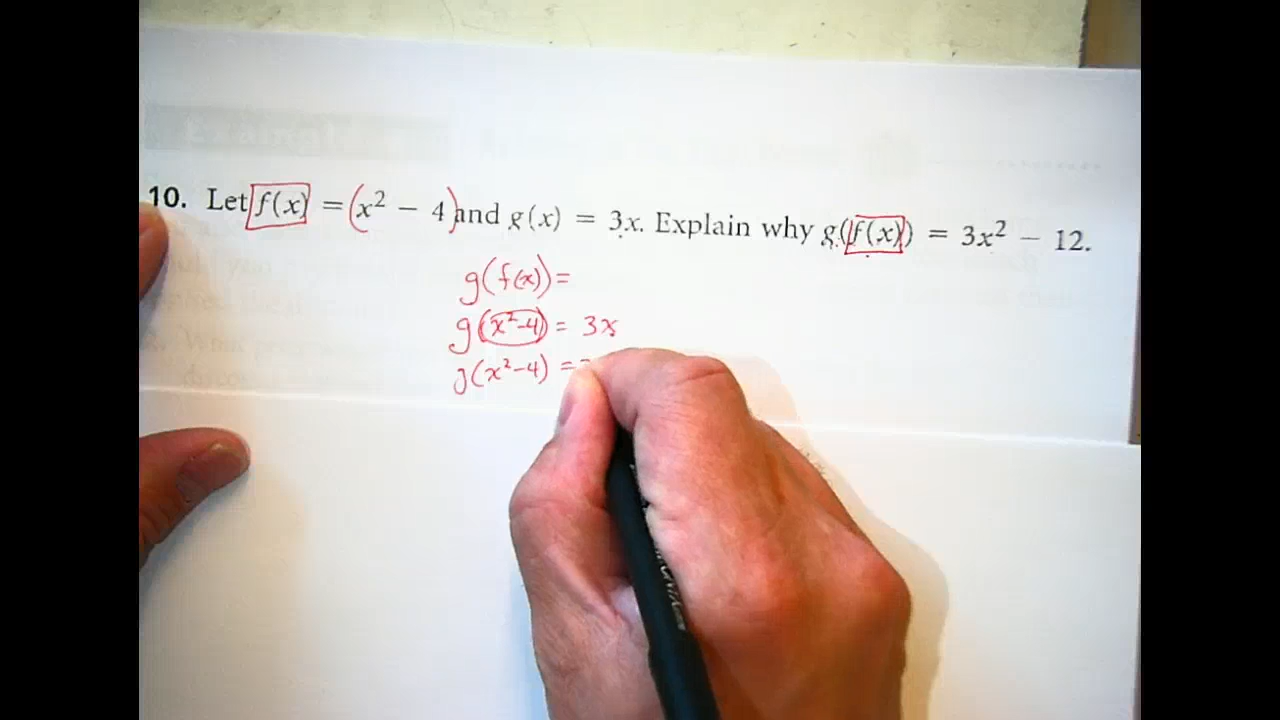 10. Let f(x) = (x² − 4) and g(x) = 3x. Explain why g(f(x)) = 3x² − 12.
g(f(x)) =
g(x²-4) = 3x
g(x²-4) =